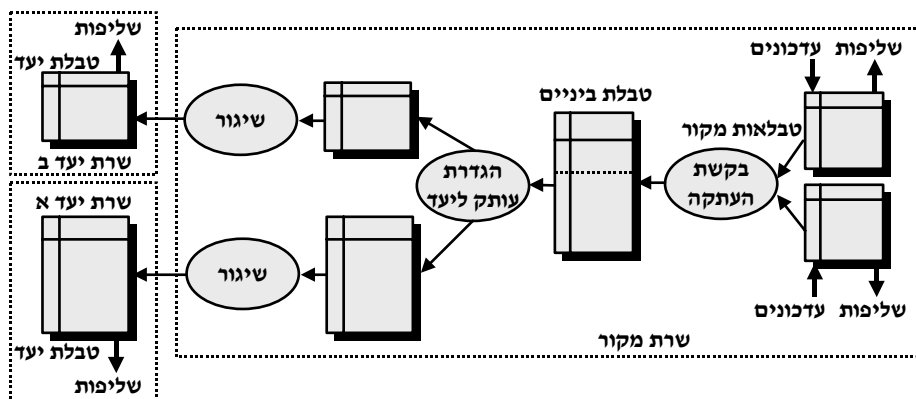 עדכונים
שליפות
טבלאות מקור
בקשת
העתקה
עדכונים
שליפות
טבלת ביניים
הגדרת
עותק ליעד
שיגור
שיגור
שרת מקור
שליפות
טבלת יעד
שרת יעד ב
שרת יעד א
טבלת יעד
שליפות